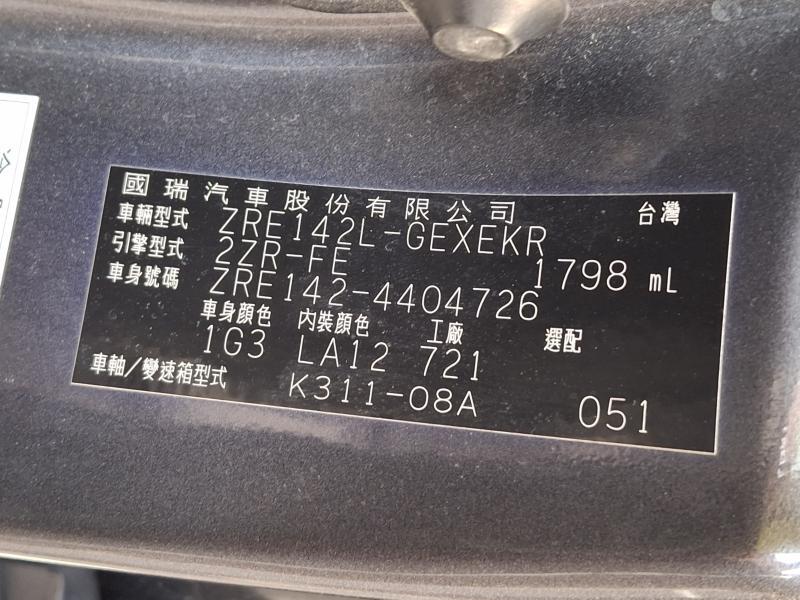 國瑞汽車股份有限公司 台灣
車輛型式 ZRE142L-GEXEKR
引擎型式 2ZR-FE 1798 mL
車身號碼 ZRE142-4404726
車身顏色 內裝顏色 工廠 選配
1G3 LA12 721
車軸/變速箱型式 K311-08A 051